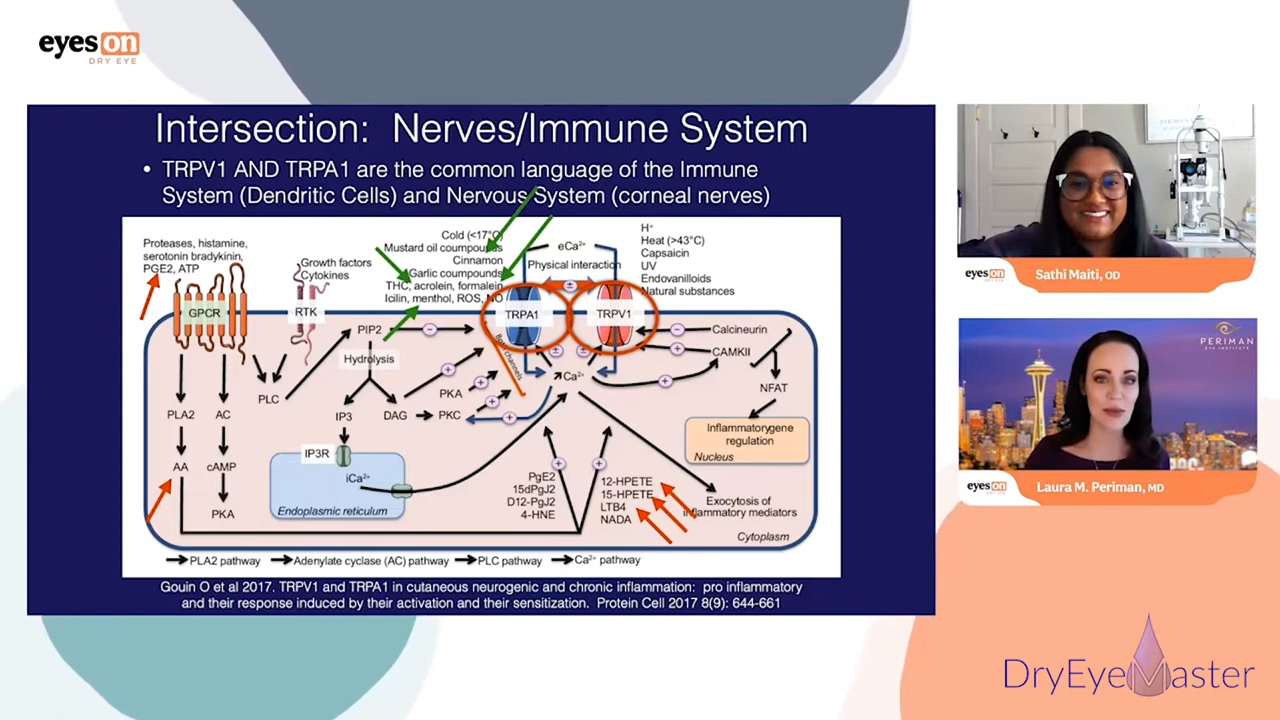 eyes on
DRY EYE
Intersection: Nerves/Immune System
• TRPV1 AND TRPA1 are the common language of the Immune
System (Dendritic Cells) and Nervous System (corneal nerves)
Proteases, histamine,
serotonin bradykinin,
PGE2, ATP
Growth factors
Cytokines
Cold (<17°C)
Mustard oil coumpounds
Cinnamon
Garlic compounds
THC, acrolein, formalein
Icilin, menthol, ROS, NO
eCa²⁺
Physical interaction
±
H⁺
Heat (>43°C)
Capsaicin
UV
Endovanilloids
Natural substances
GPCR
RTK
TRPA1
TRPV1
PIP2
−
Hydrolysis
− Calcineurin
+ CAMKII
± ±
Ca²⁺
+
+
+
+
+
PLC
PKA
PLA2
AC
IP3
DAG
PKC
NFAT
Inflammatorygene
regulation
Nucleus
IP3R
iCa²⁺
Endoplasmic reticulum
AA
cAMP
PKA
+ +
PgE2
15dPgJ2
D12-PgJ2
4-HNE
12-HPETE
15-HPETE
LTB4
NADA
Exocytosis of
inflammatory mediators
Cytoplasm
PLA2 pathway Adenylate cyclase (AC) pathway PLC pathway Ca²⁺ pathway
Gouin O et al 2017. TRPV1 and TRPA1 in cutaneous neurogenic and chronic inflammation: pro inflammatory
and their response induced by their activation and their sensitization. Protein Cell 2017 8(9): 644-661
eyes on
Sathi Maiti, OD
PERIMAN
EYE INSTITUTE
eyes on
Laura M. Periman, MD
DryEyeMaster